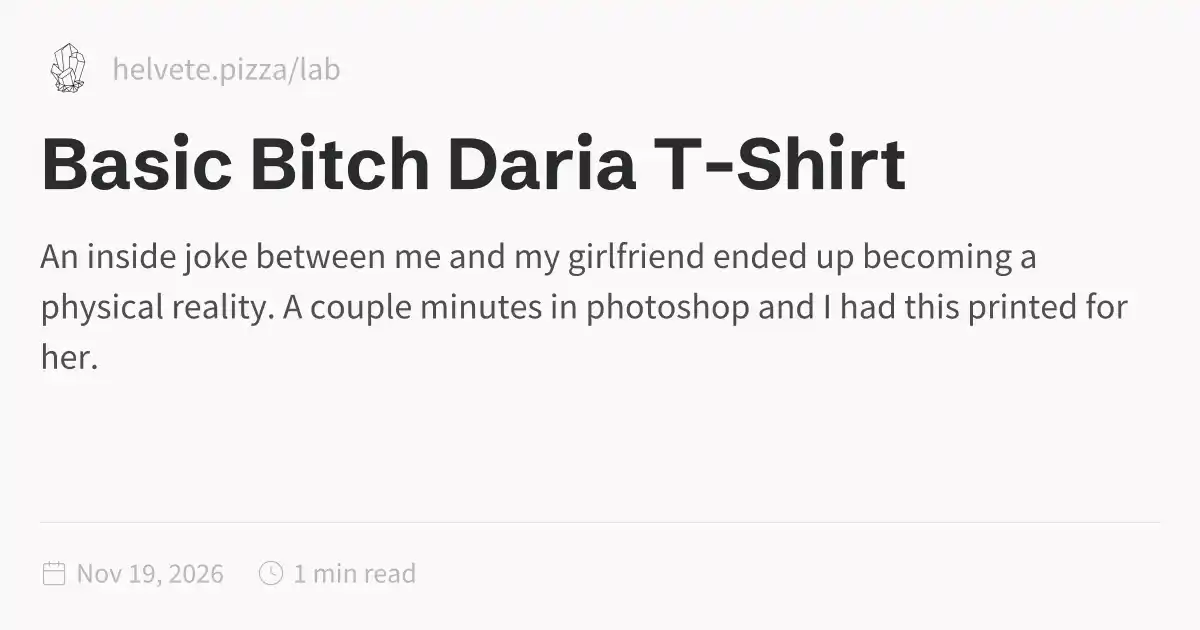 helvete.pizza/lab
Basic Bitch Daria T-Shirt
An inside joke between me and my girlfriend ended up becoming a
physical reality. A couple minutes in photoshop and I had this printed for
her.
Nov 19, 2026 1 min read